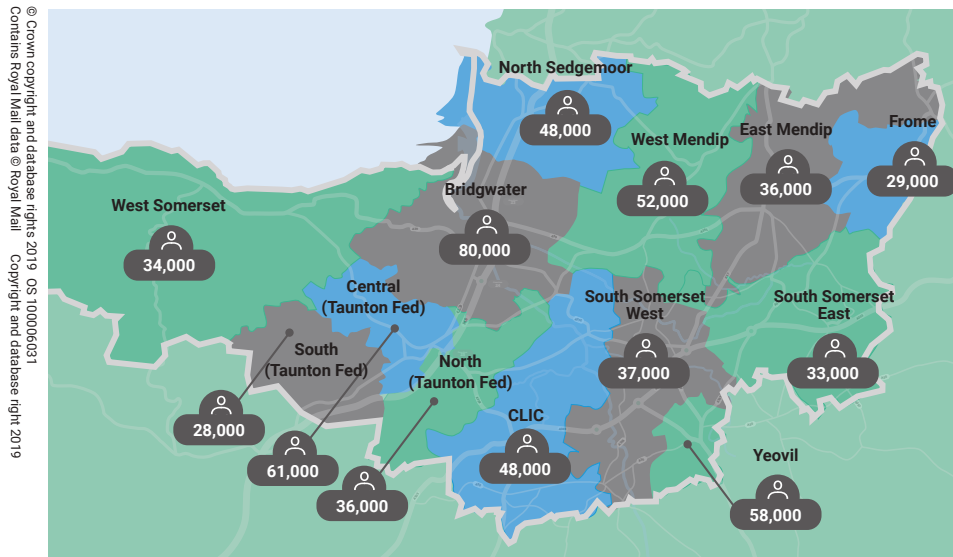 © Crown copyright and database rights 2019  OS 100006031
Contains Royal Mail data © Royal Mail    Copyright and database right 2019
North Sedgemoor
48,000
West Mendip
52,000
East Mendip
36,000
Frome
29,000
Bridgwater
80,000
West Somerset
34,000
Central
(Taunton Fed)
61,000
South
(Taunton Fed)
28,000
North
(Taunton Fed)
36,000
CLIC
48,000
South Somerset
West
37,000
South Somerset
East
33,000
Yeovil
58,000